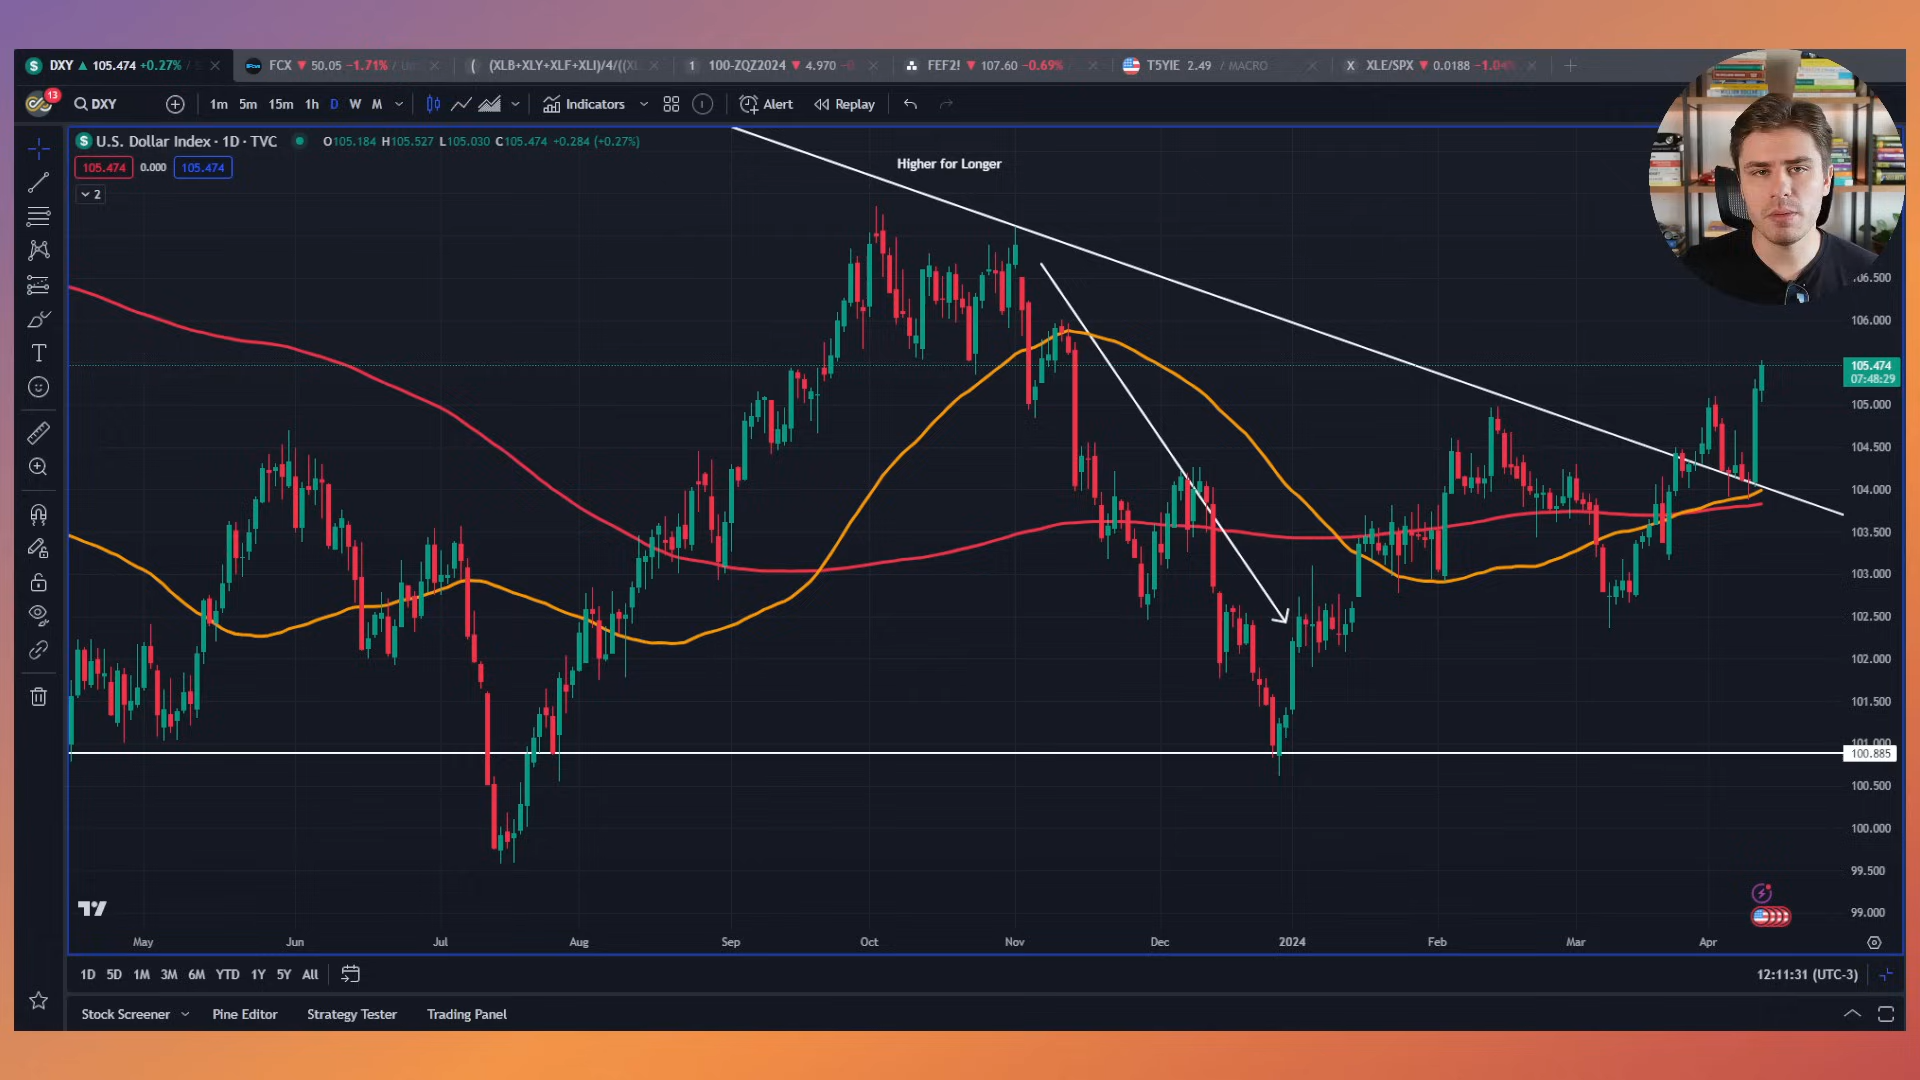 DXY ▲ 105.474 +0.27%
FCX ▼ 50.05 −1.71%
(XLB+XLY+XLF+XLI)/4/((XL
1 100-ZQZ2024 ▼ 4.970
FEF2! ▼ 107.60 −0.69%
T5YIE 2.49 / MACRO
X XLE/SPX ▼ 0.0188 −1.04%
13
DXY
1m 5m 15m 1h D W M
Indicators
Alert
Replay
U.S. Dollar Index · 1D · TVC
O105.184 H105.527 L105.030 C105.474 +0.284 (+0.27%)
105.474 0.000 105.474
2
Higher for Longer
106.500
106.000
105.474
07:48:29
105.000
104.500
104.000
103.500
103.000
102.500
102.000
101.500
101.000
100.885
100.500
100.000
99.500
99.000
May Jun Jul Aug Sep Oct Nov Dec 2024 Feb Mar Apr
1D 5D 1M 3M 6M YTD 1Y 5Y All
12:11:31 (UTC-3)
Stock Screener Pine Editor Strategy Tester Trading Panel